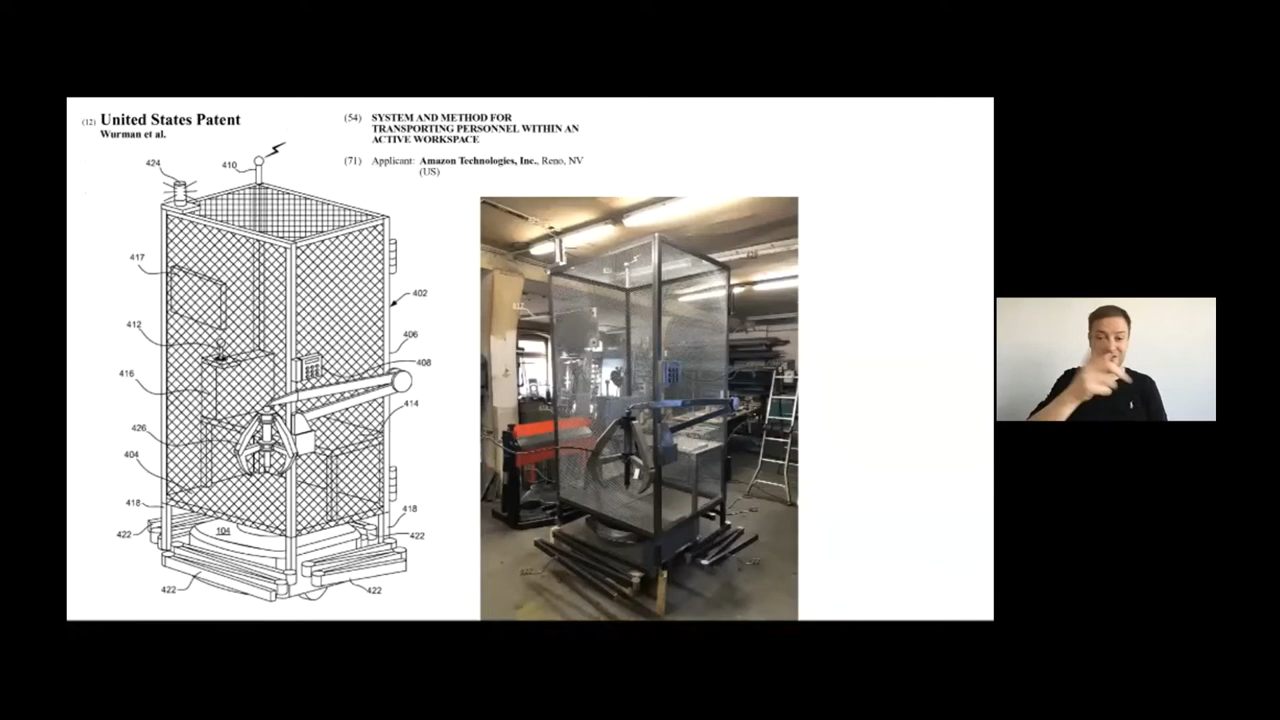 (12) United States Patent
Wurman et al.
(54) SYSTEM AND METHOD FOR
TRANSPORTING PERSONNEL WITHIN AN
ACTIVE WORKSPACE
(71) Applicant: Amazon Technologies, Inc., Reno, NV
(US)
424
410
417
402
412
406
408
416
414
426
404
418
418
104
422
422
422
422